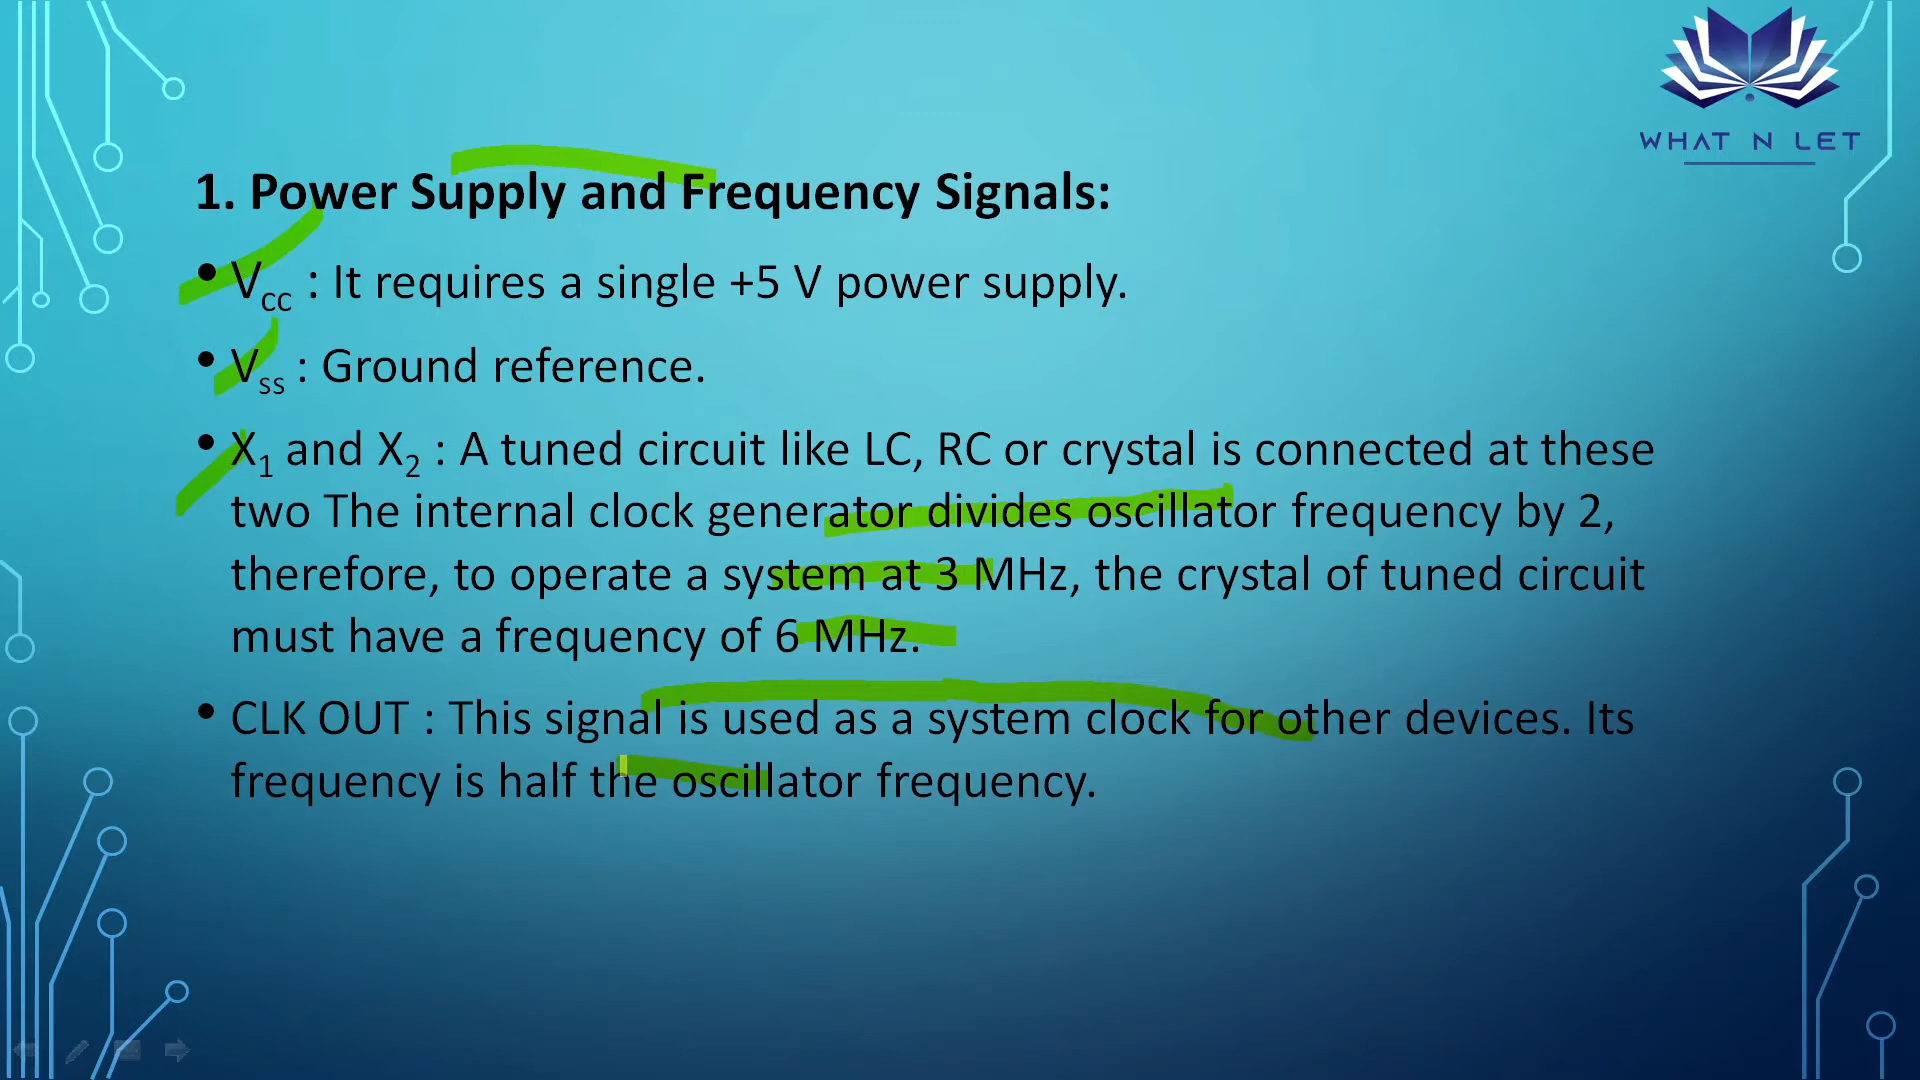 WHAT N LET
1. Power Supply and Frequency Signals:
• Vcc : It requires a single +5 V power supply.
• Vss : Ground reference.
• X1 and X2 : A tuned circuit like LC, RC or crystal is connected at these
two The internal clock generator divides oscillator frequency by 2,
therefore, to operate a system at 3 MHz, the crystal of tuned circuit
must have a frequency of 6 MHz.
• CLK OUT : This signal is used as a system clock for other devices. Its
frequency is half the oscillator frequency.